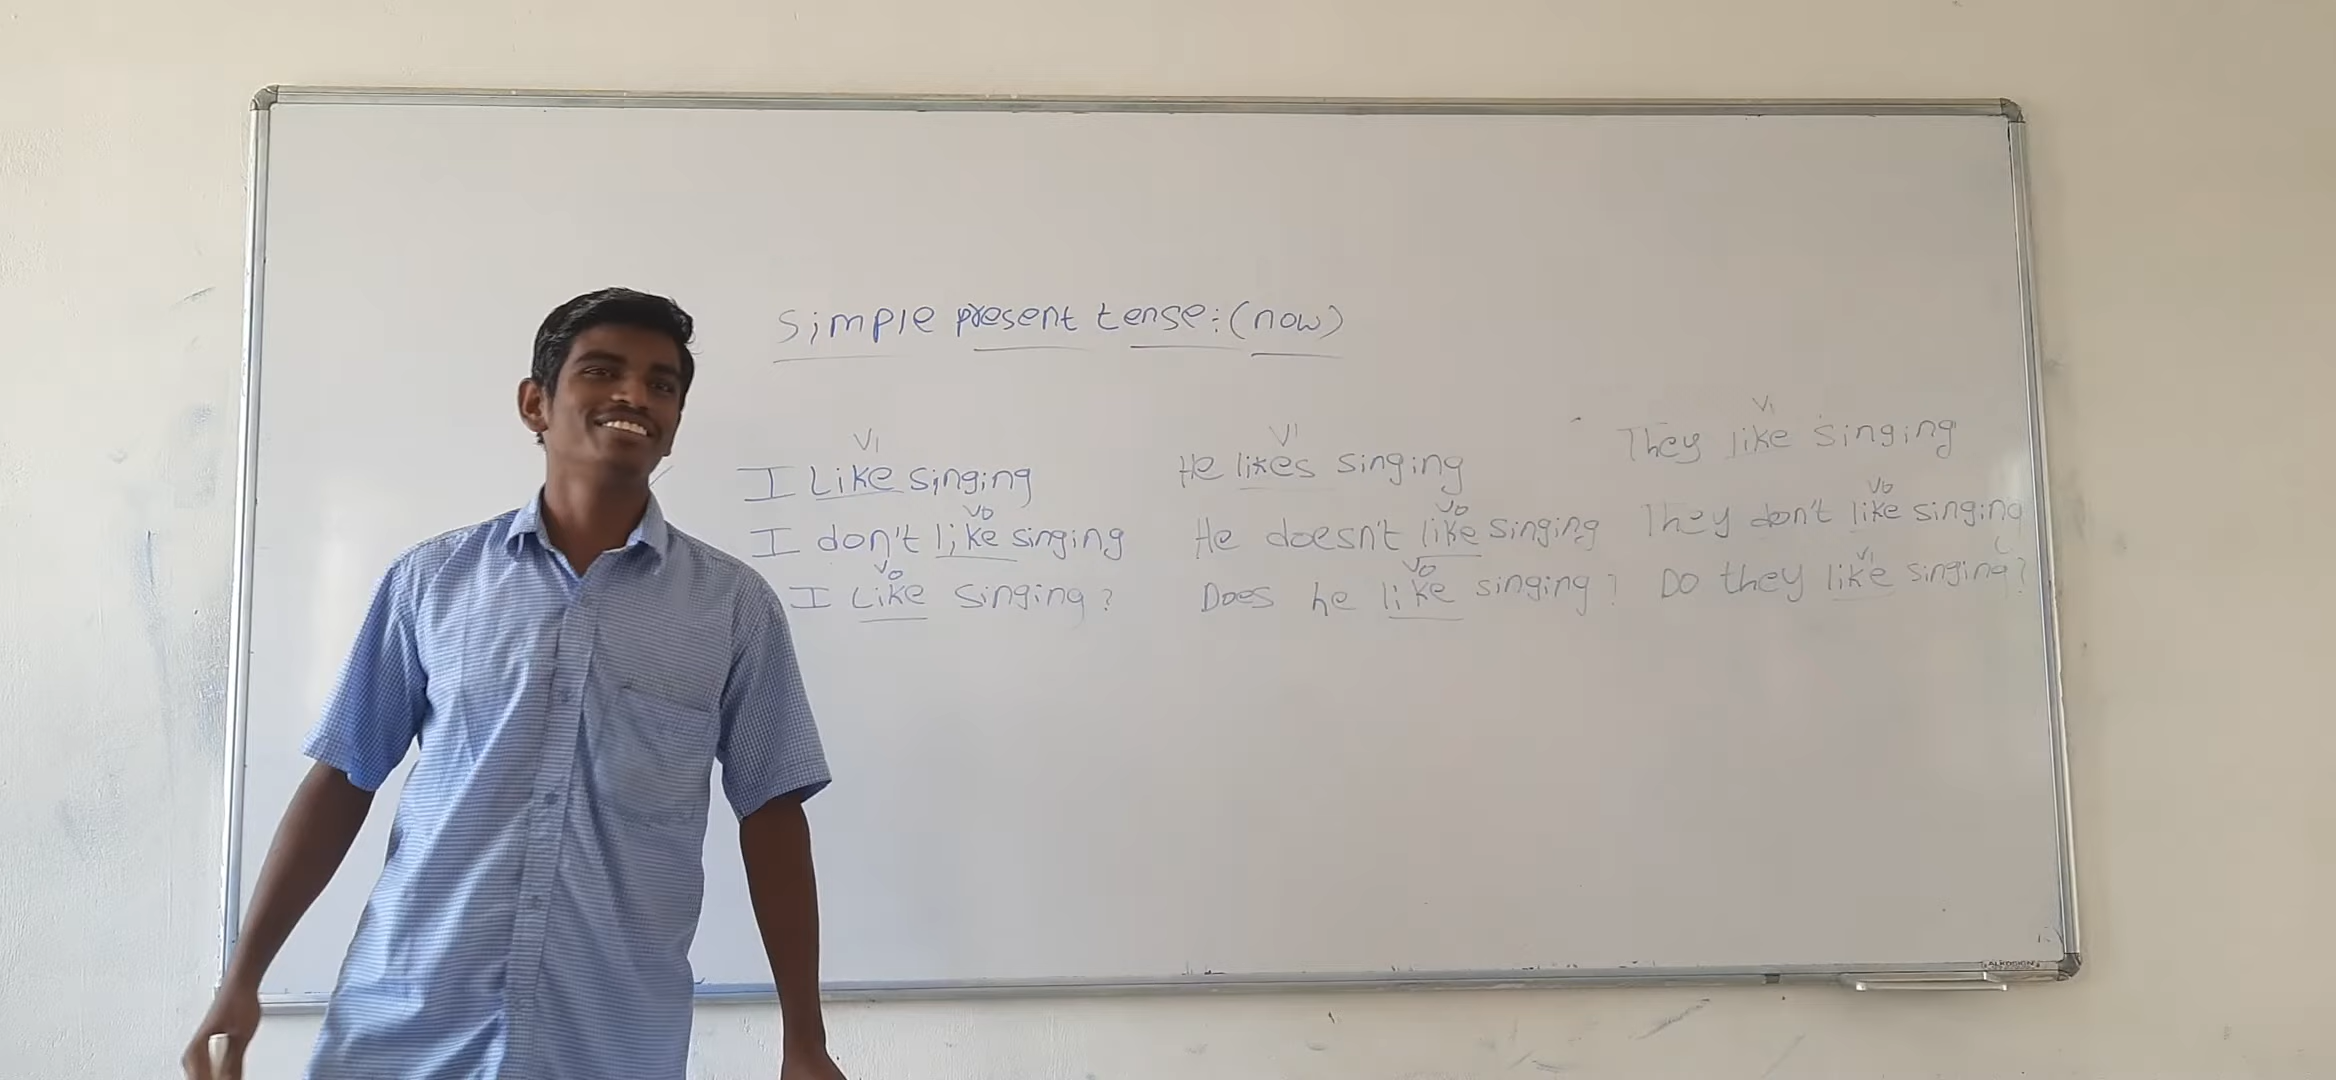 Simple present tense: (now)
V1
I Like singing
V0
I don't like singing
V0
I Like singing?
V1
He likes singing
V0
He doesn't like singing
V0
Does he like singing?
V1
They like singing
V0
They don't like singing
V1
Do they like singing?